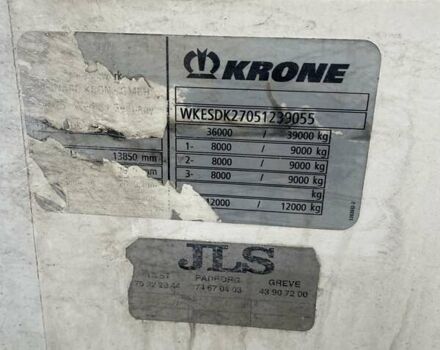 KRONE
WKESDK27051239055
36000 / 39000 kg
1- 8000 / 9000 kg
2- 8000 / 9000 kg
3- 8000 / 9000 kg
13850 mm
kg
12000 / 12000 kg
JLS
PADBORG GREVE
74 67 04 03 43 90 72 00